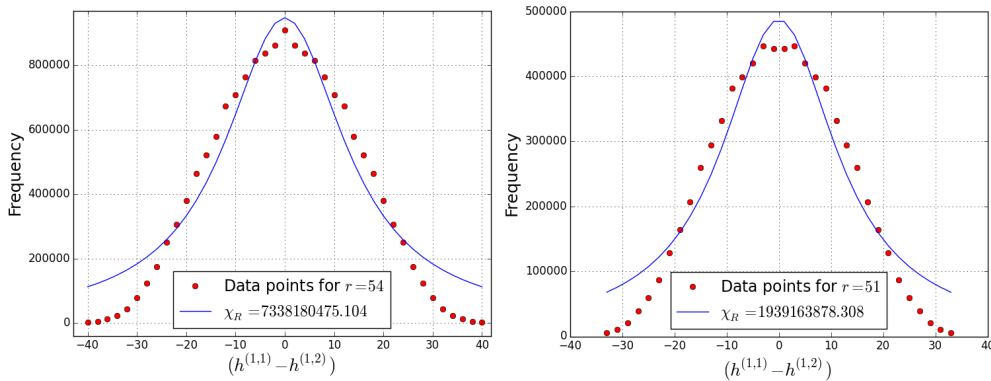 Frequency
800000
600000
400000
200000
0
−40 −30 −20 −10 0 10 20 30 40
Data points for r = 54
χ_R = 7338180475.104
(h^(1,1) − h^(1,2))
Frequency
500000
400000
300000
200000
100000
0
−40 −30 −20 −10 0 10 20 30 40
Data points for r = 51
χ_R = 1939163878.308
(h^(1,1) − h^(1,2))